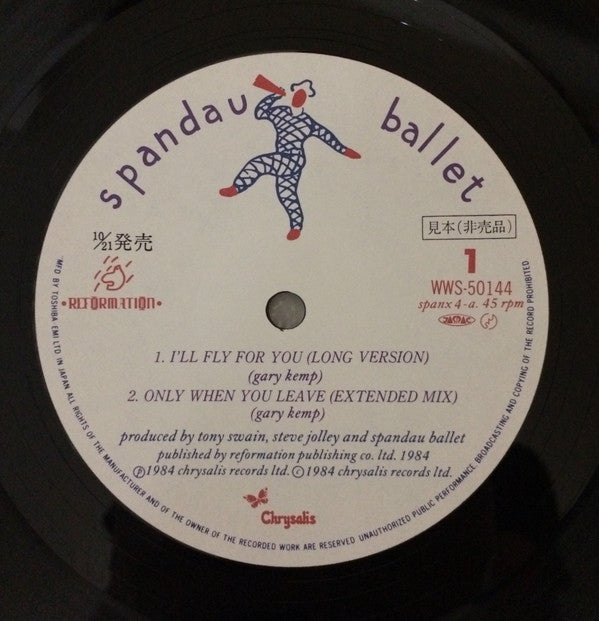 spandau ballet
10/21発売
見本(非売品)
1
REFORMATION
WWS-50144
spanx 4-a. 45 rpm
JASRAC
1. I'LL FLY FOR YOU (LONG VERSION)
(gary kemp)
2. ONLY WHEN YOU LEAVE (EXTENDED MIX)
(gary kemp)
produced by tony swain, steve jolley and spandau ballet
published by reformation publishing co. ltd. 1984
Ⓟ1984 chrysalis records ltd. ©1984 chrysalis records ltd.
Chrysalis
MFD BY TOSHIBA EMI LTD. IN JAPAN ALL RIGHTS OF THE MANUFACTURER AND OF THE OWNER OF THE RECORDED WORK ARE RESERVED UNAUTHORIZED PUBLIC PERFORMANCE BROADCASTING AND COPYING OF THE RECORD PROHIBITED